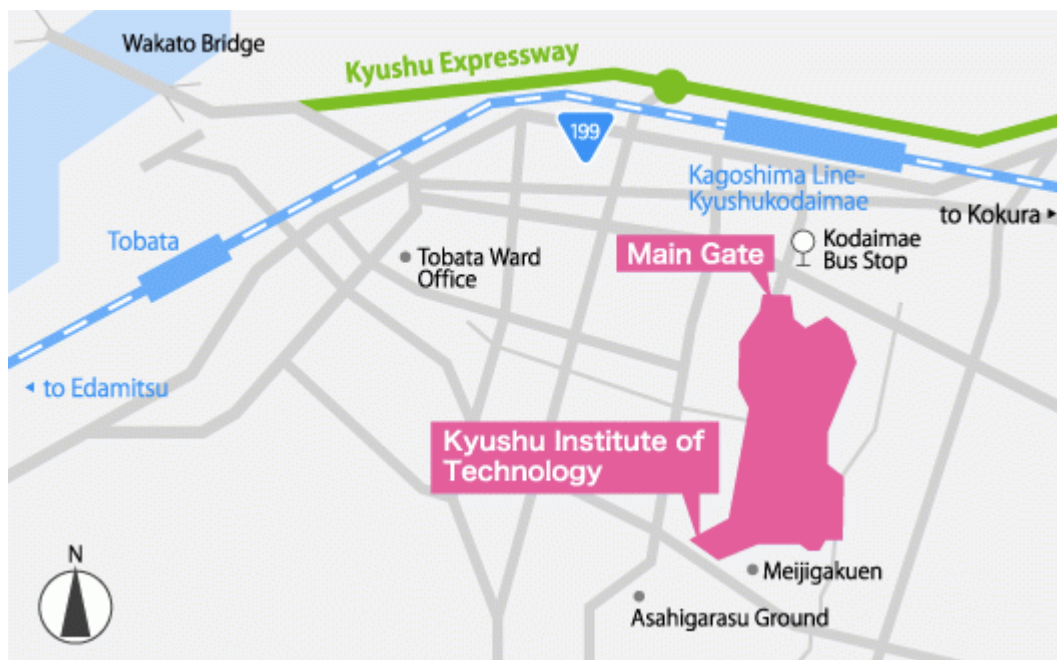 Wakato Bridge
Kyushu Expressway
199
Kagoshima Line-
Kyushukodaimae
to Kokura
Tobata
Tobata Ward
Office
Main Gate
Kodaimae
Bus Stop
to Edamitsu
Kyushu Institute of
Technology
N
Meijigakuen
Asahigarasu Ground